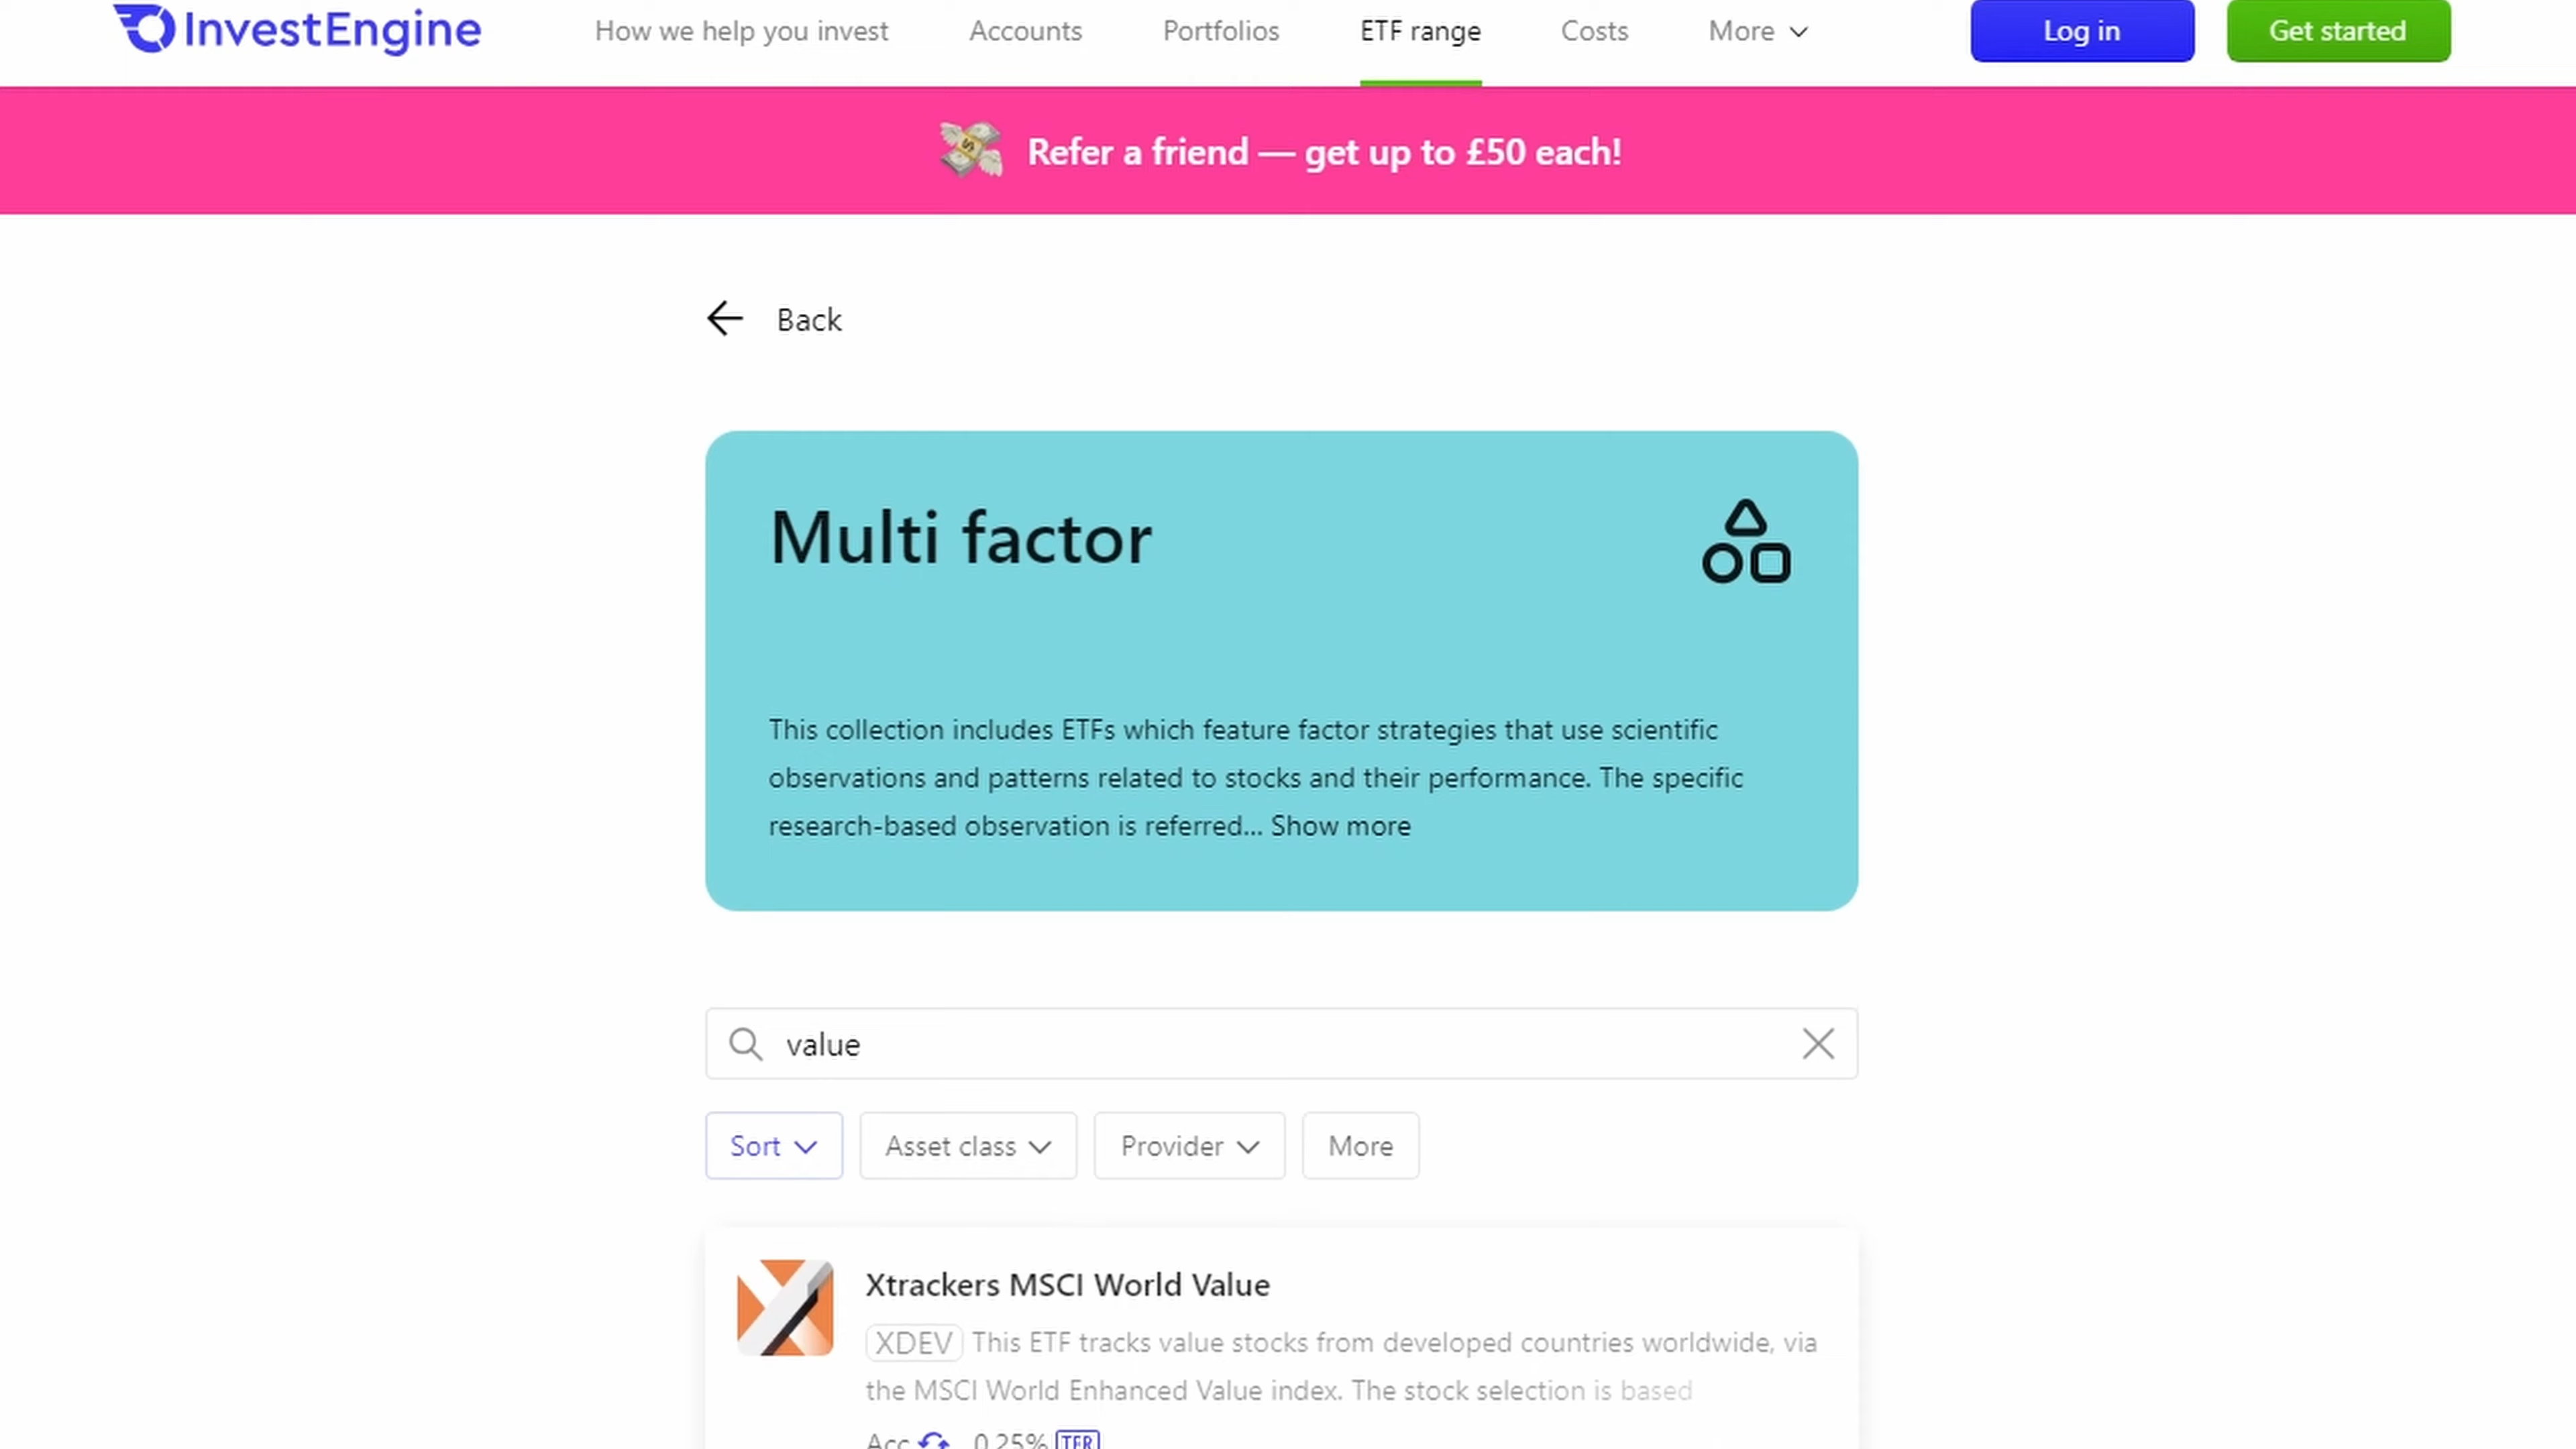 InvestEngine
How we help you invest
Accounts
Portfolios
ETF range
Costs
More
Log in
Get started
Refer a friend — get up to £50 each!
Back
Multi factor
This collection includes ETFs which feature factor strategies that use scientific
observations and patterns related to stocks and their performance. The specific
research-based observation is referred... Show more
value
Sort
Asset class
Provider
More
Xtrackers MSCI World Value
XDEV This ETF tracks value stocks from developed countries worldwide, via
the MSCI World Enhanced Value index. The stock selection is based
Acc 0.25% TER